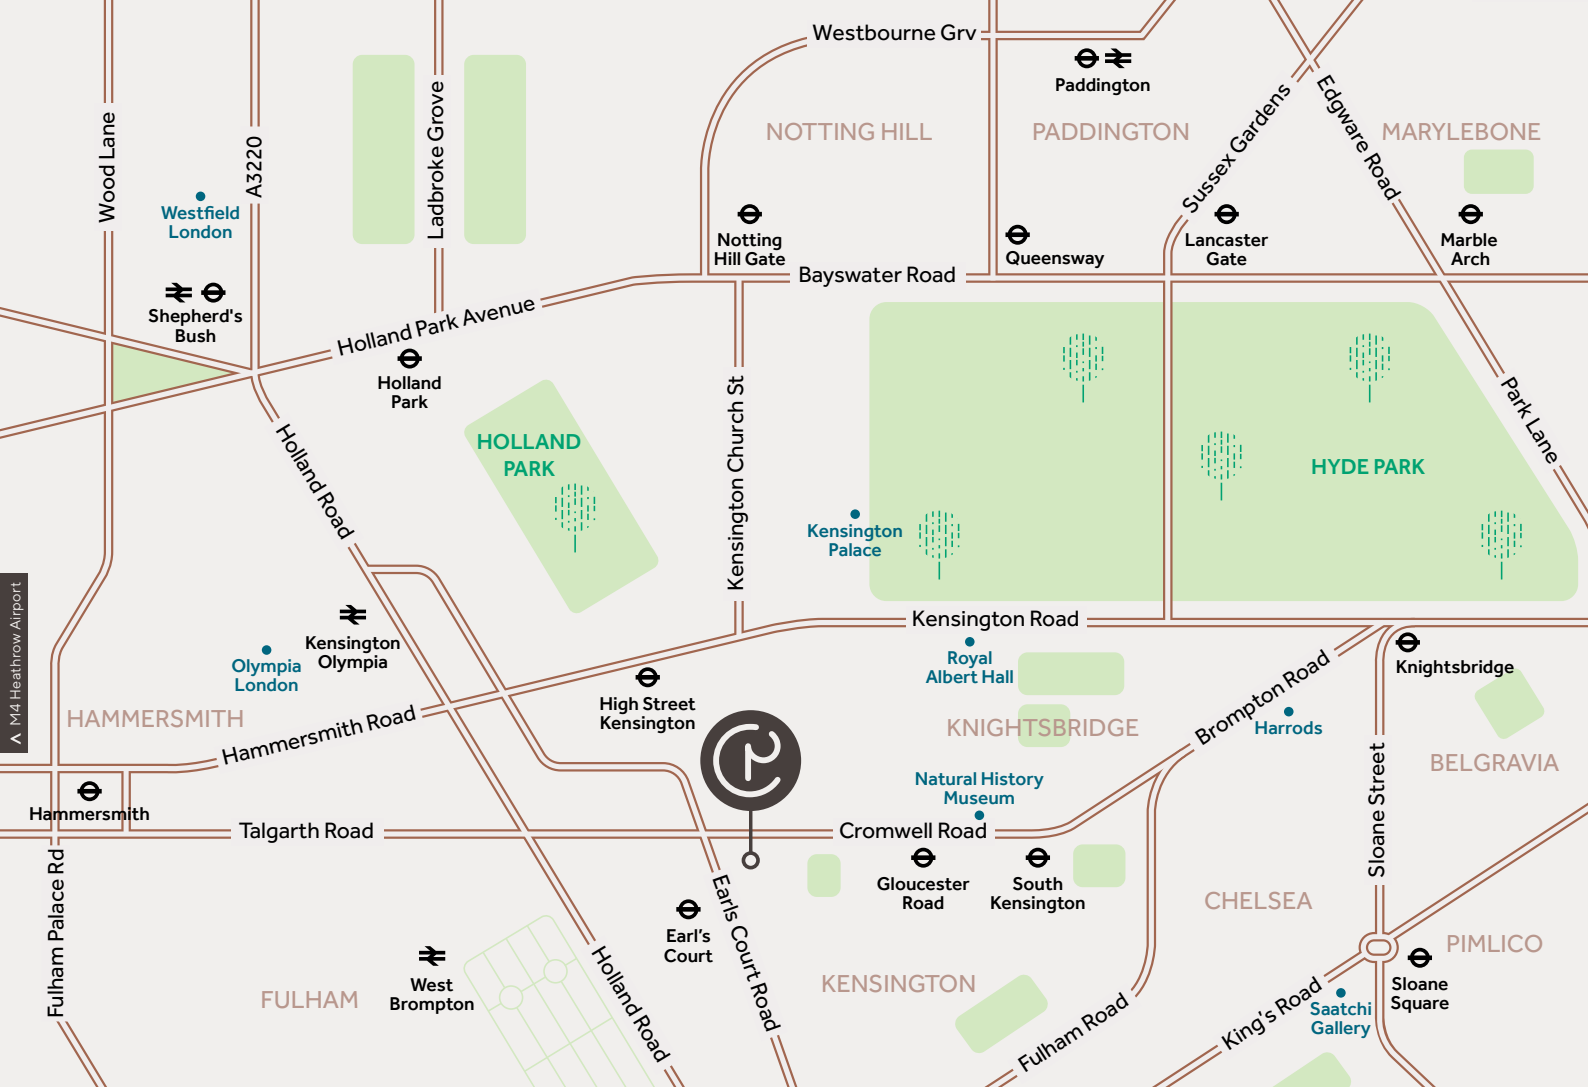 Westbourne Grv
Paddington
NOTTING HILL
PADDINGTON
MARYLEBONE
Wood Lane
A3220
Ladbroke Grove
Sussex Gardens
Edgware Road
Westfield
London
Notting
Hill Gate
Queensway
Lancaster
Gate
Marble
Arch
Bayswater Road
Shepherd's
Bush
Holland Park Avenue
Holland
Park
Park Lane
Holland Road
HOLLAND
PARK
Kensington Church St
HYDE PARK
Kensington
Palace
M4 Heathrow Airport
Kensington
Olympia
Olympia
London
Kensington Road
Royal
Albert Hall
Knightsbridge
Brompton Road
High Street
Kensington
HAMMERSMITH
Hammersmith Road
KNIGHTSBRIDGE
Harrods
BELGRAVIA
Sloane Street
Natural History
Museum
Hammersmith
Talgarth Road
Cromwell Road
Gloucester
Road
South
Kensington
Fulham Palace Rd
Earls Court Road
Earl's
Court
CHELSEA
PIMLICO
West
Brompton
FULHAM
Holland Road
KENSINGTON
Fulham Road
King's Road
Saatchi
Gallery
Sloane
Square